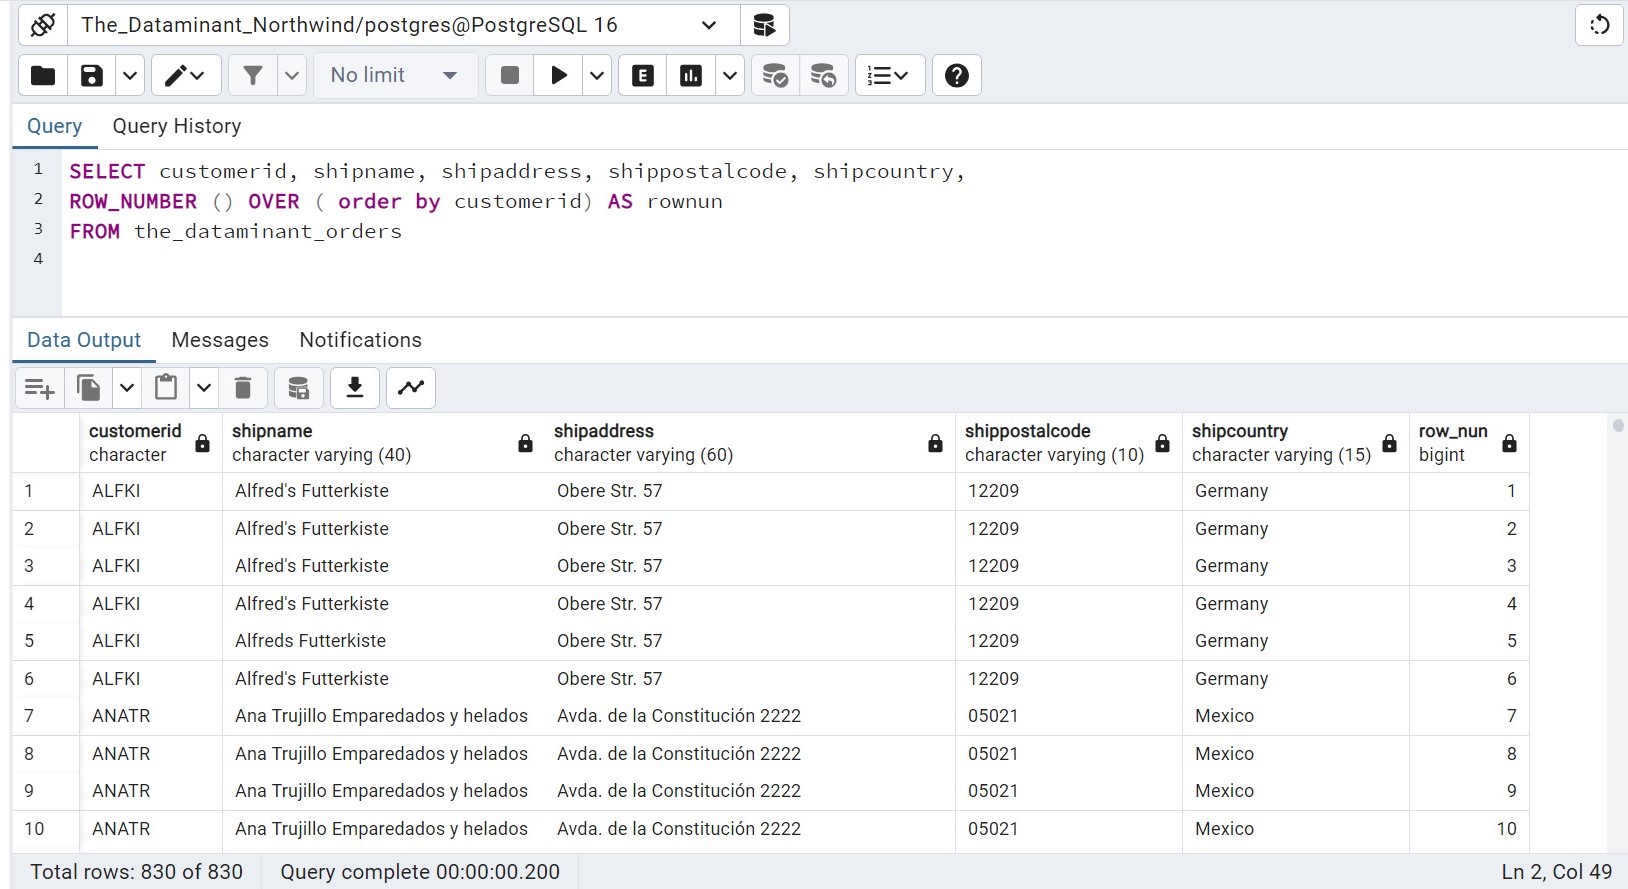 The_Dataminant_Northwind/postgres@PostgreSQL 16
No limit
E
Query Query History
1 SELECT customerid, shipname, shipaddress, shippostalcode, shipcountry,
2 ROW_NUMBER () OVER ( order by customerid) AS rownun
3 FROM the_dataminant_orders
4
Data Output Messages Notifications
customerid shipname shipaddress shippostalcode shipcountry row_nun
character character varying (40) character varying (60) character varying (10) character varying (15) bigint
1 ALFKI Alfred's Futterkiste Obere Str. 57 12209 Germany 1
2 ALFKI Alfred's Futterkiste Obere Str. 57 12209 Germany 2
3 ALFKI Alfred's Futterkiste Obere Str. 57 12209 Germany 3
4 ALFKI Alfred's Futterkiste Obere Str. 57 12209 Germany 4
5 ALFKI Alfreds Futterkiste Obere Str. 57 12209 Germany 5
6 ALFKI Alfred's Futterkiste Obere Str. 57 12209 Germany 6
7 ANATR Ana Trujillo Emparedados y helados Avda. de la Constitución 2222 05021 Mexico 7
8 ANATR Ana Trujillo Emparedados y helados Avda. de la Constitución 2222 05021 Mexico 8
9 ANATR Ana Trujillo Emparedados y helados Avda. de la Constitución 2222 05021 Mexico 9
10 ANATR Ana Trujillo Emparedados y helados Avda. de la Constitución 2222 05021 Mexico 10
Total rows: 830 of 830 Query complete 00:00:00.200 Ln 2, Col 49